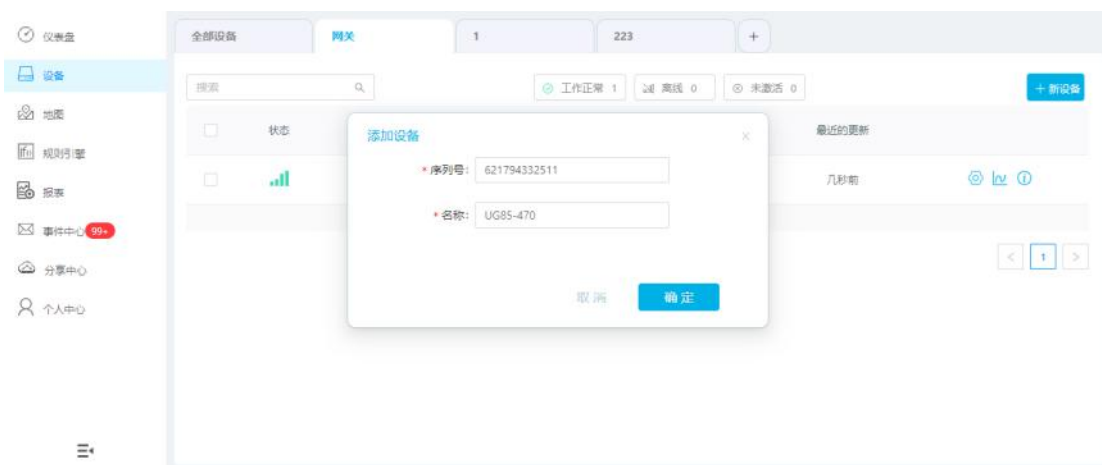 仪表盘
设备
地图
规则引擎
报表
事件中心 99+
分享中心
个人中心
全部设备 网关 1 223 +
搜索 工作正常 1 离线 0 未激活 0 + 新设备
状态 最近的更新
添加设备
* 序列号: 621794332511
几秒前
* 名称: UG85-470
< 1 >
取消 确定